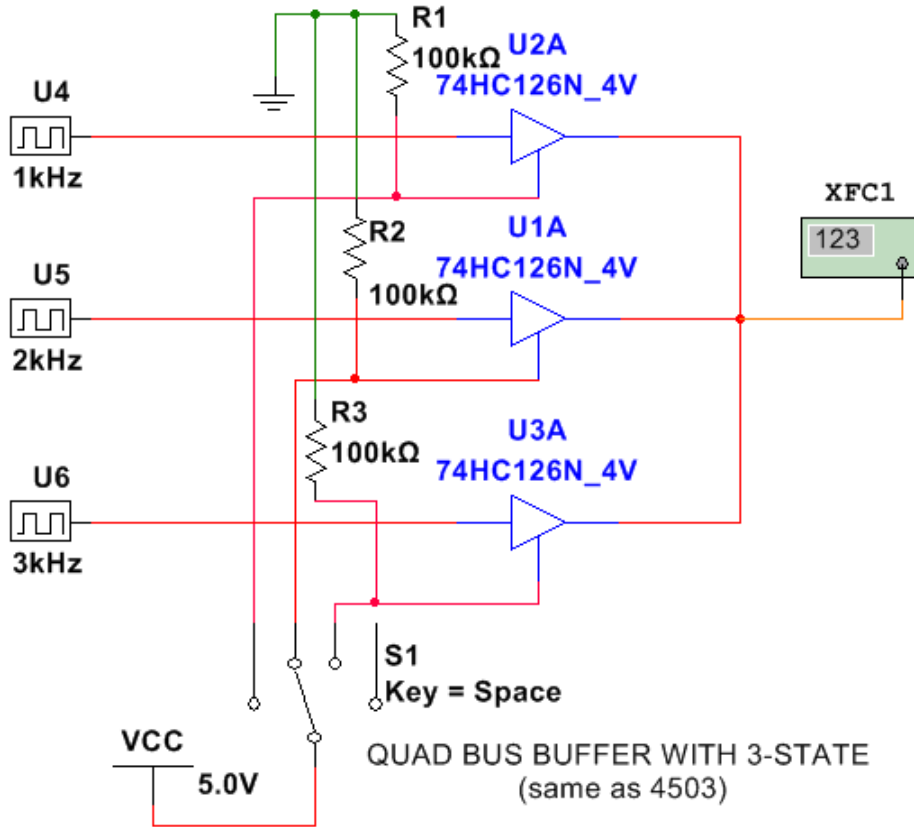 R1
100kΩ
U2A
74HC126N_4V
U4
1kHz
XFC1
123
R2
100kΩ
U1A
74HC126N_4V
U5
2kHz
R3
100kΩ
U3A
74HC126N_4V
U6
3kHz
S1
Key = Space
VCC
5.0V
QUAD BUS BUFFER WITH 3-STATE
(same as 4503)